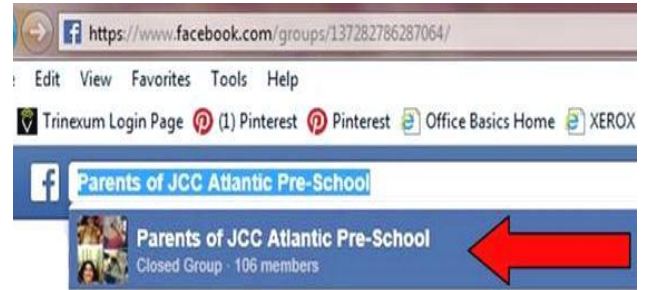 https://www.facebook.com/groups/137282786287064/
Edit View Favorites Tools Help
Trinexum Login Page (1) Pinterest Pinterest Office Basics Home XEROX
Parents of JCC Atlantic Pre-School
Parents of JCC Atlantic Pre-School
Closed Group · 106 members